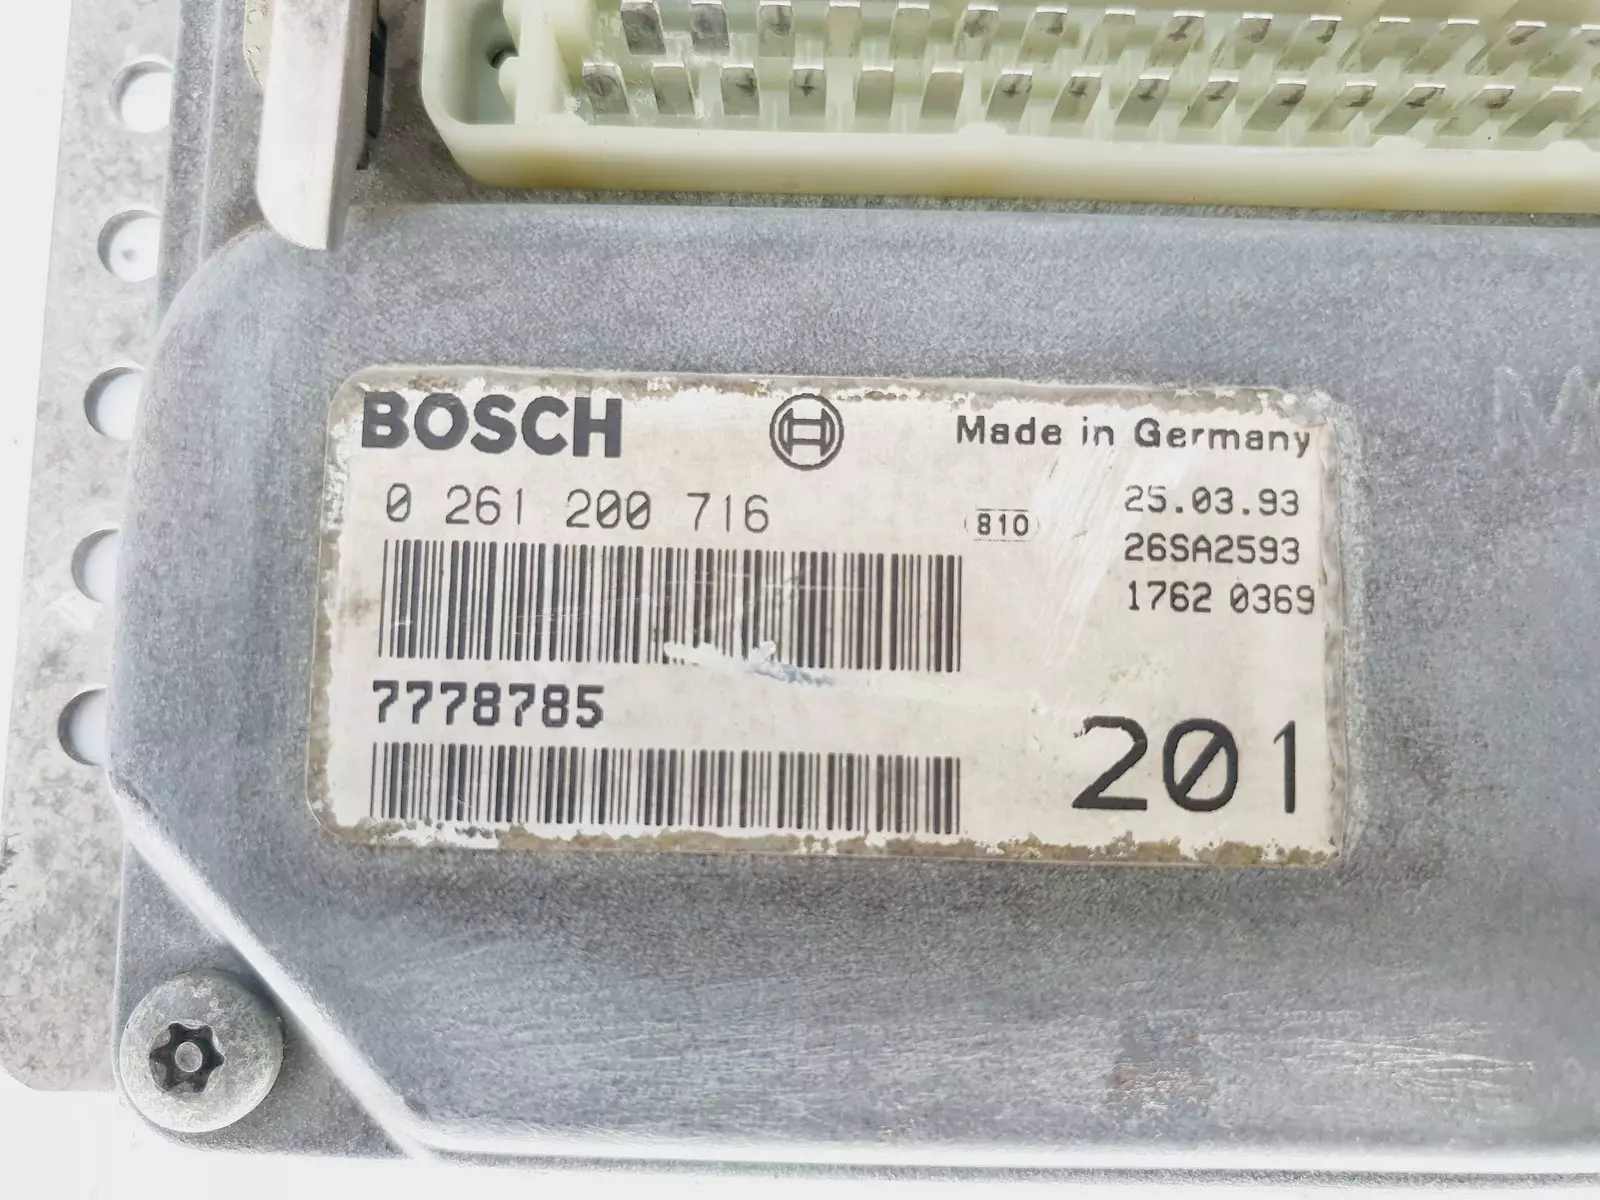 BOSCH Made in Germany
0 261 200 716 810 25.03.93
26SA2593
1762 0369
7778785
201